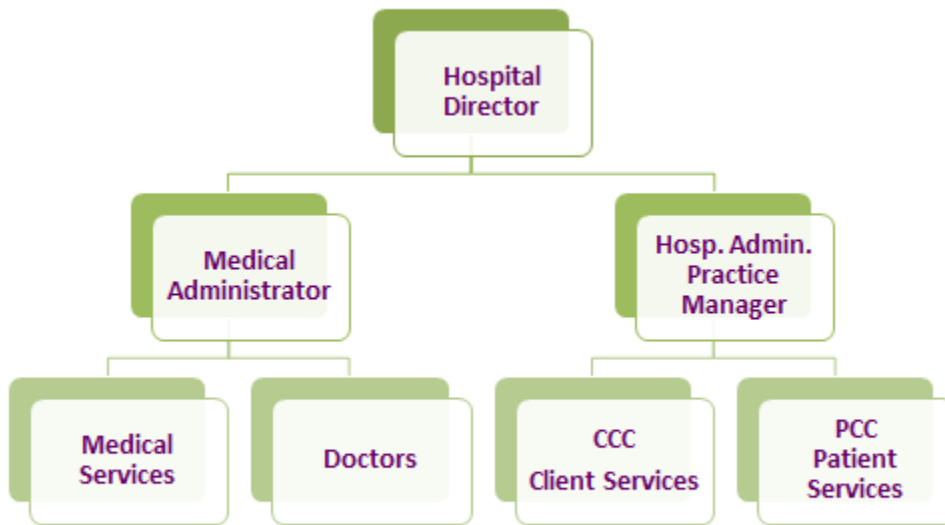 Hospital
Director
Medical
Administrator
Hosp. Admin.
Practice
Manager
Medical
Services
Doctors
CCC
Client Services
PCC
Patient
Services